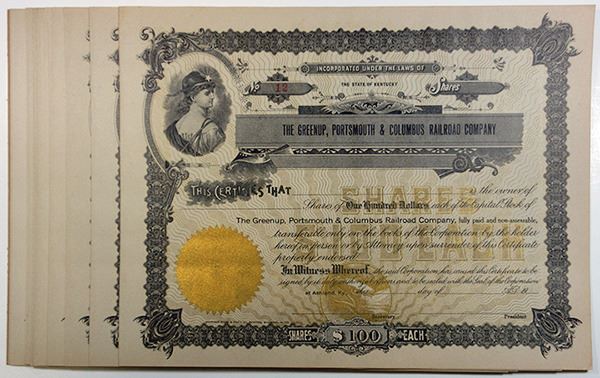 INCORPORATED UNDER THE LAWS OF
No 12 THE STATE OF KENTUCKY Shares
THE GREENUP, PORTSMOUTH & COLUMBUS RAILROAD COMPANY
THIS CERTIFIES THAT
SHARES the owner of
Shares of One Hundred Dollars each of the Capital Stock of
The Greenup, Portsmouth & Columbus Railroad Company, fully paid and non-assessable,
transferable only on the books of the Corporation by the holder
hereof in person or by Attorney upon surrender of this Certificate
properly endorsed.
In Witness Whereof, the said Corporation has caused this Certificate to be
signed by its duly authorized officers and to be sealed with the Seal of the Corporation
at Ashland, Ky., this day of A.D. 19
Secretary President
SHARES $100 EACH